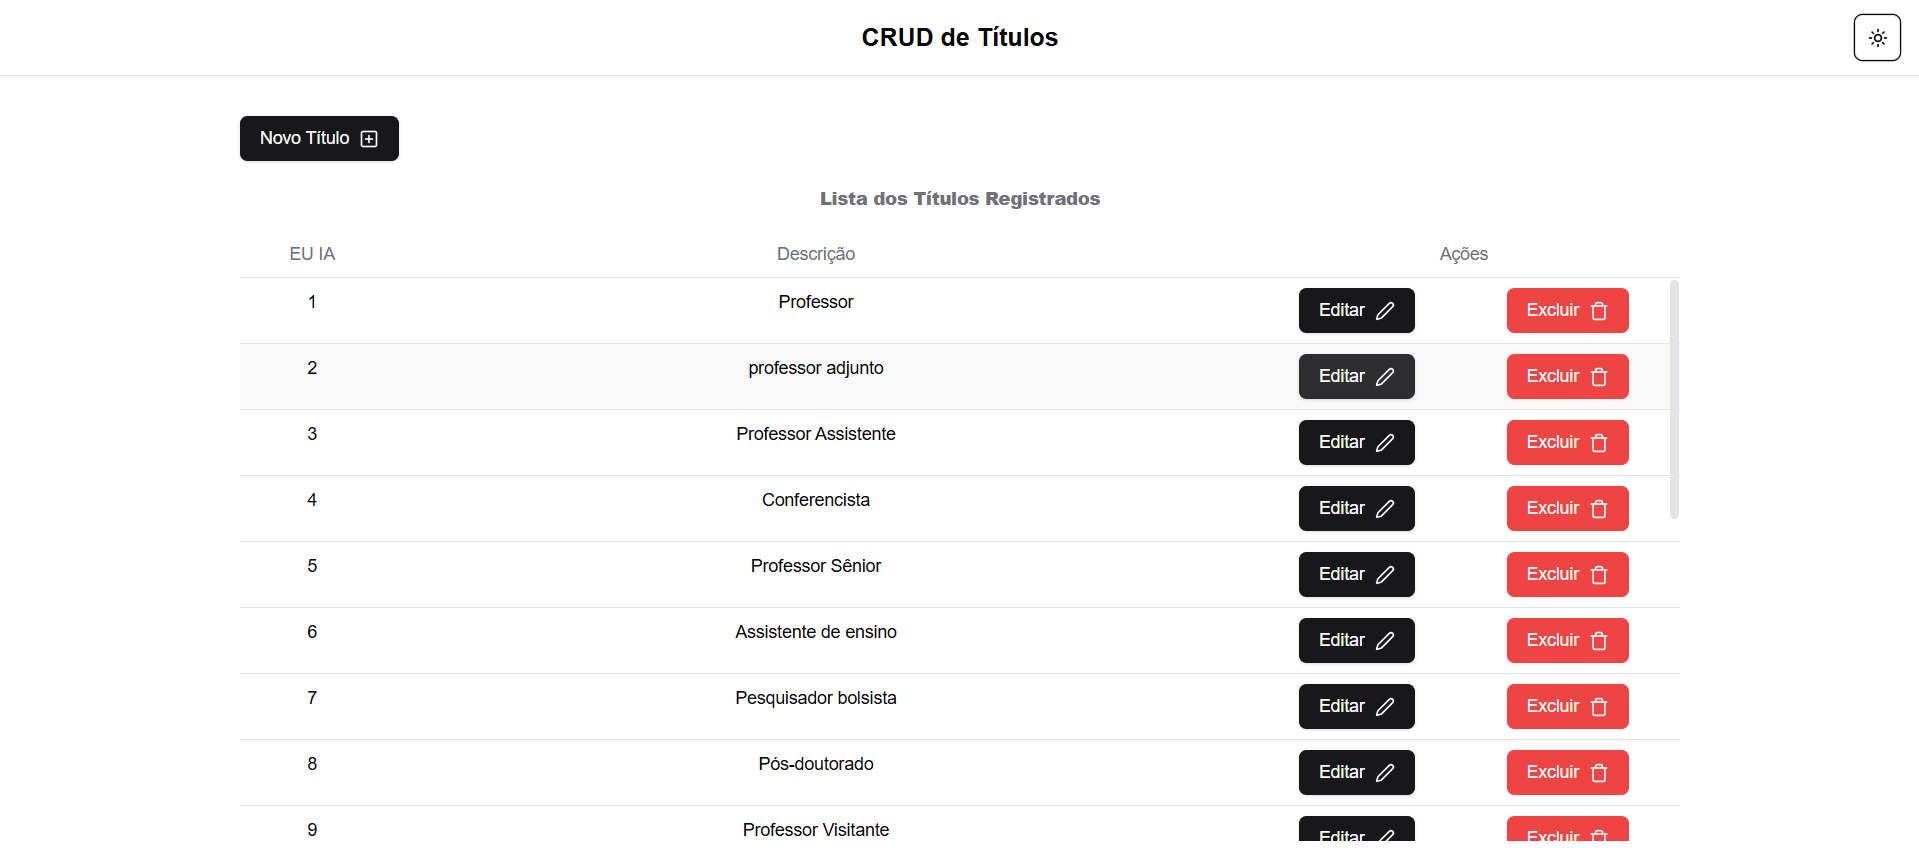 CRUD de Títulos
Novo Título
Lista dos Títulos Registrados
EU IA Descrição Ações
1 Professor Editar Excluir
2 professor adjunto Editar Excluir
3 Professor Assistente Editar Excluir
4 Conferencista Editar Excluir
5 Professor Sênior Editar Excluir
6 Assistente de ensino Editar Excluir
7 Pesquisador bolsista Editar Excluir
8 Pós-doutorado Editar Excluir
9 Professor Visitante Editar Excluir